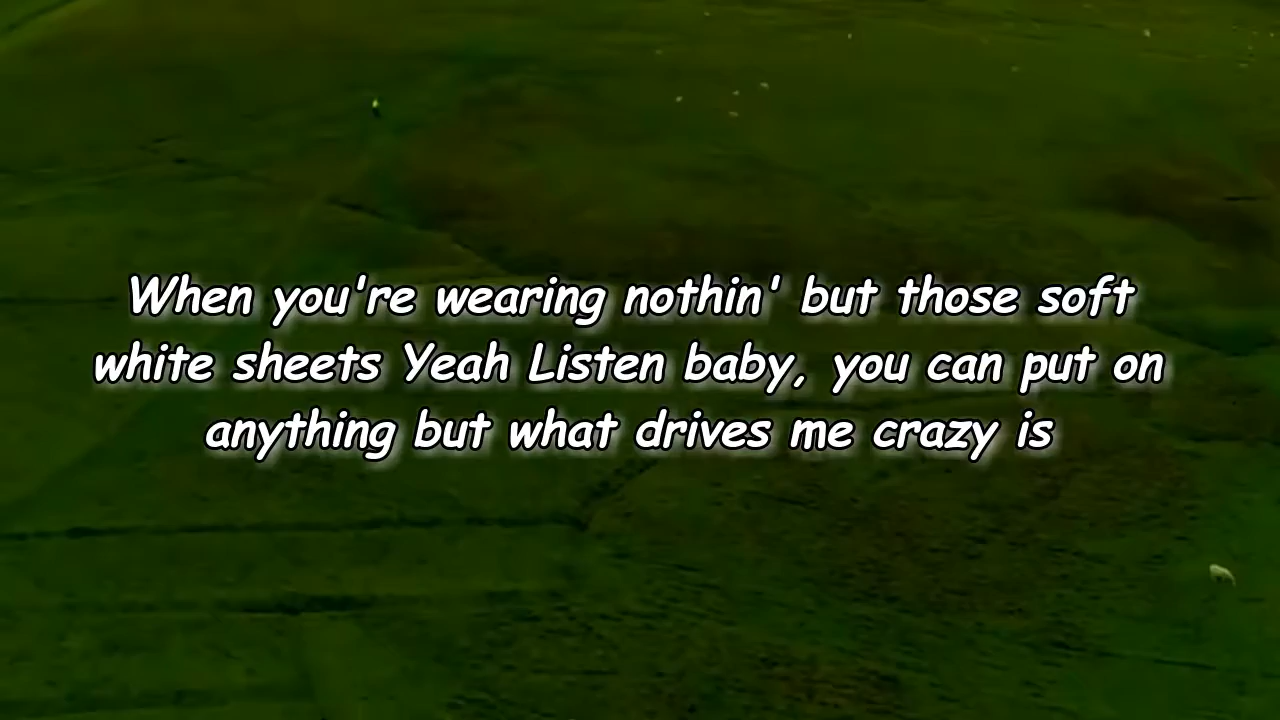 When you're wearing nothin' but those soft
white sheets Yeah Listen baby, you can put on
anything but what drives me crazy is